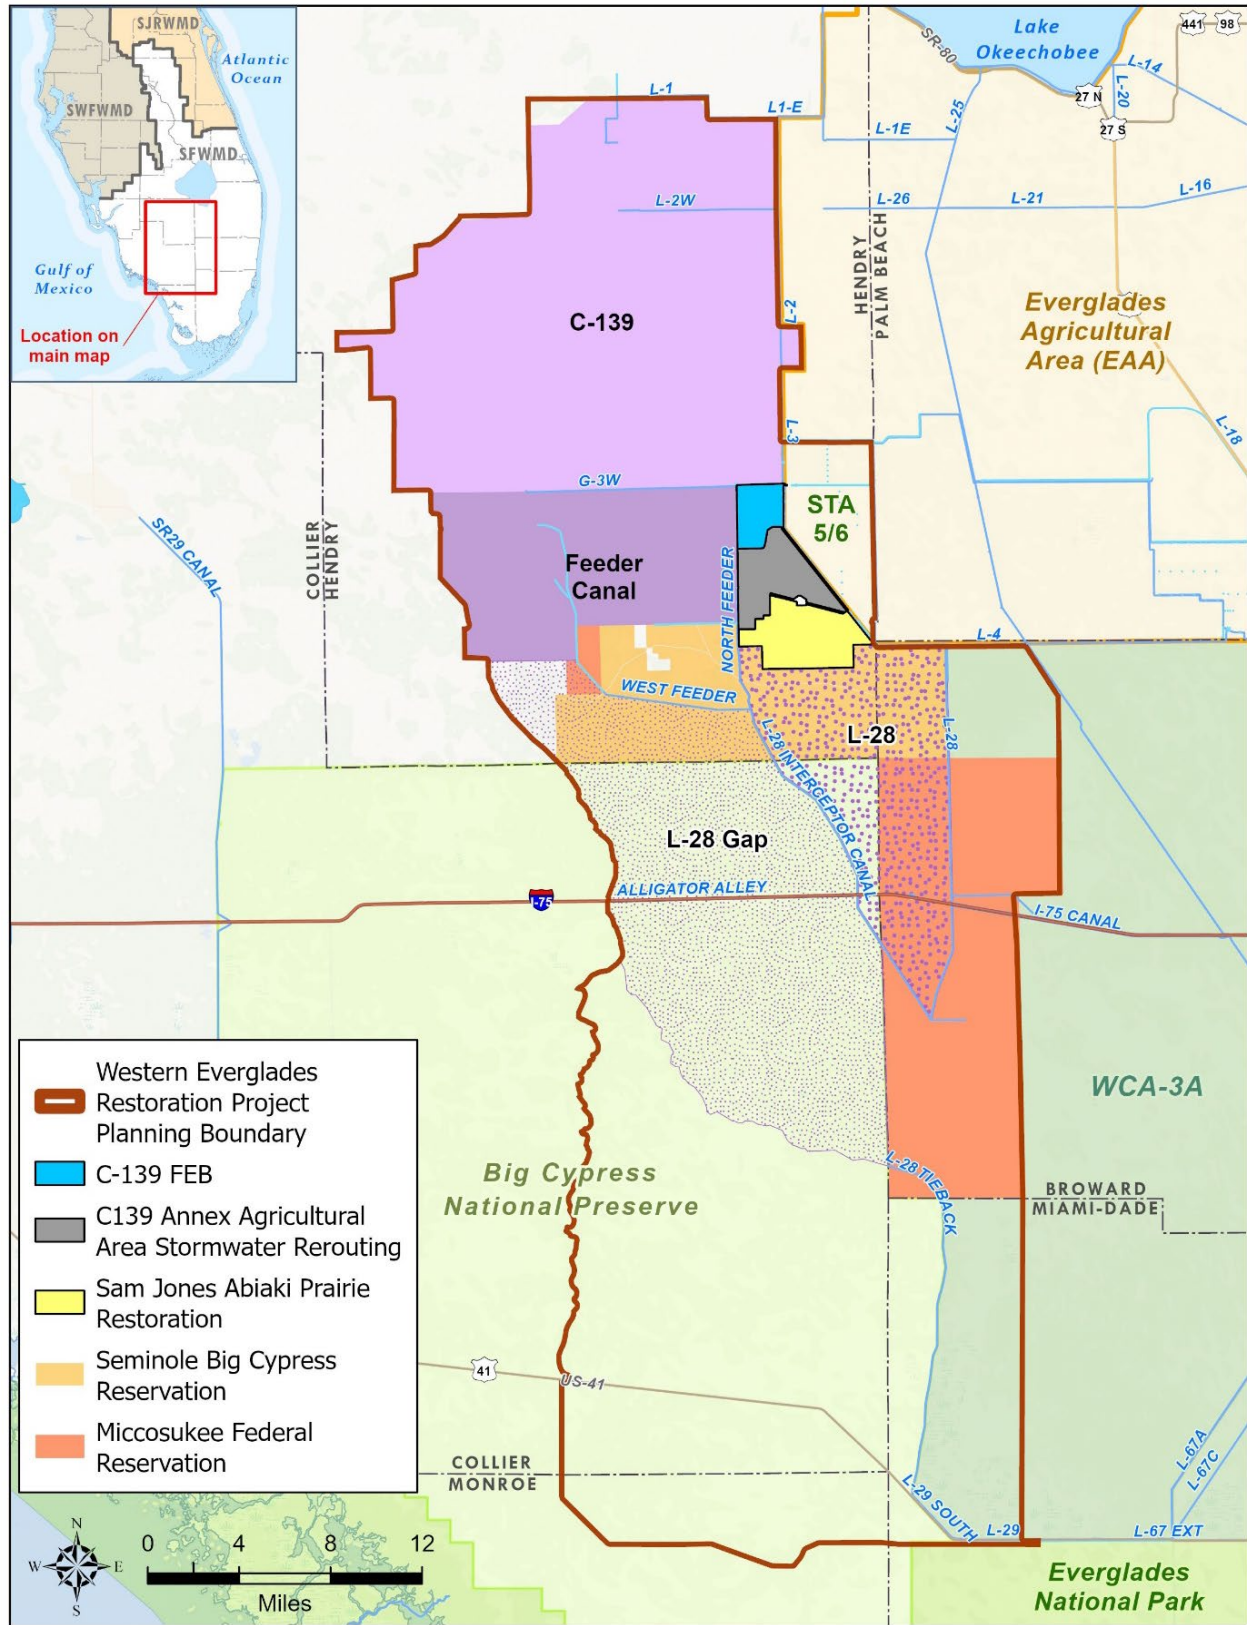 SJRWMD
Atlantic
Ocean
SWFWMD
SFWMD
Gulf of
Mexico
Location on
main map
Lake
Okeechobee
441
98
SR-80
27 N
27 S
L-14
L-20
L-25
L-1
L1-E
L-1E
L-2W
L-26
L-21
L-16
HENDRY
PALM BEACH
C-139
L-2
Everglades
Agricultural
Area (EAA)
L-18
L-3
G-3W
STA
5/6
SR29 CANAL
COLLIER
HENDRY
Feeder
Canal
NORTH FEEDER
L-4
WEST FEEDER
L-28
L-28
L-28 INTERCEPTOR CANAL
L-28 Gap
ALLIGATOR ALLEY
I-75
I-75 CANAL
WCA-3A
Big Cypress
National Preserve
L-28 TIEBACK
BROWARD
MIAMI-DADE
41
US-41
COLLIER
MONROE
L-67A
L-67C
L-29 SOUTH
L-29
L-67 EXT
Everglades
National Park
Western Everglades
Restoration Project
Planning Boundary
C-139 FEB
C139 Annex Agricultural
Area Stormwater Rerouting
Sam Jones Abiaki Prairie
Restoration
Seminole Big Cypress
Reservation
Miccosukee Federal
Reservation
N
W
E
S
0 4 8 12
Miles